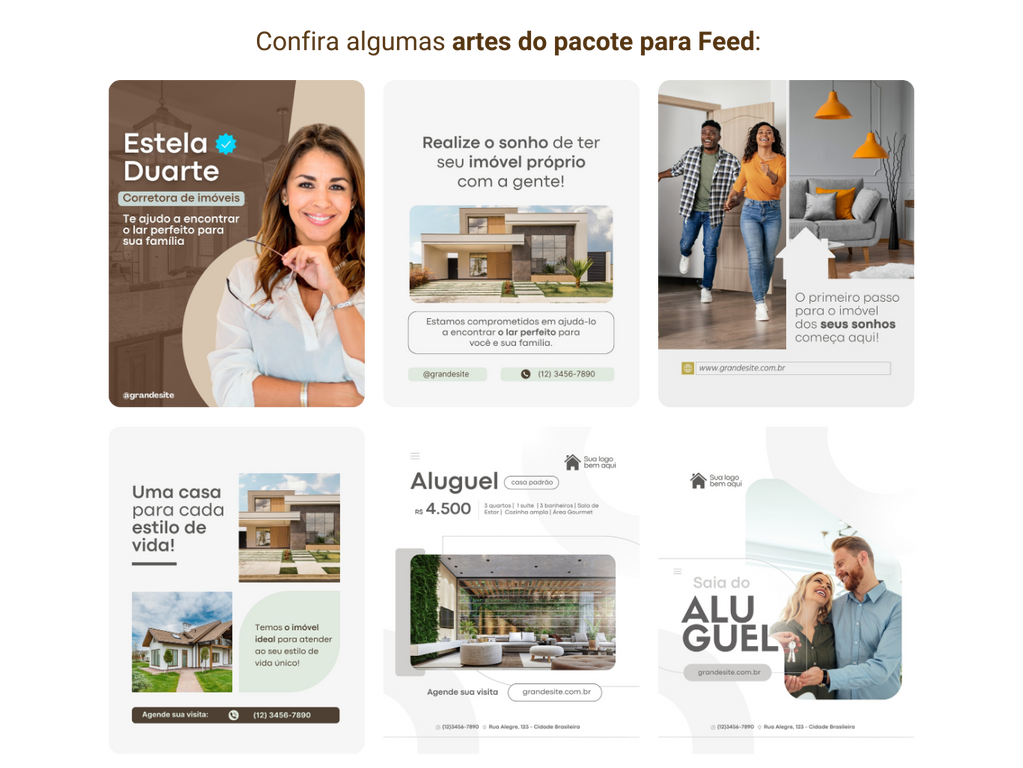 Confira algumas artes do pacote para Feed:
Estela
Duarte
Corretora de imóveis
Te ajudo a encontrar
o lar perfeito para
sua família
@grandesite
Realize o sonho de ter
seu imóvel próprio
com a gente!
Estamos comprometidos em ajudá-lo
a encontrar o lar perfeito para
você e sua família.
@grandesite
(12) 3456-7890
O primeiro passo
para o imóvel
dos seus sonhos
começa aqui!
www.grandesite.com.br
Uma casa
para cada
estilo de
vida!
Temos o imóvel
ideal para atender
ao seu estilo de
vida único!
Agende sua visita: (12) 3456-7890
Sua logo
bem aqui
Aluguel casa padrão
R$ 4.500
3 quartos | 1 suíte | 3 banheiros | Sala de
Estar | Cozinha ampla | Área Gourmet
Agende sua visita grandesite.com.br
(12)3456-7890 Rua Alegre, 123 - Cidade Brasileira
Sua logo
bem aqui
Saia do
ALU
GUEL
grandesite.com.br
(12)3456-7890 Rua Alegre, 123 - Cidade Brasileira